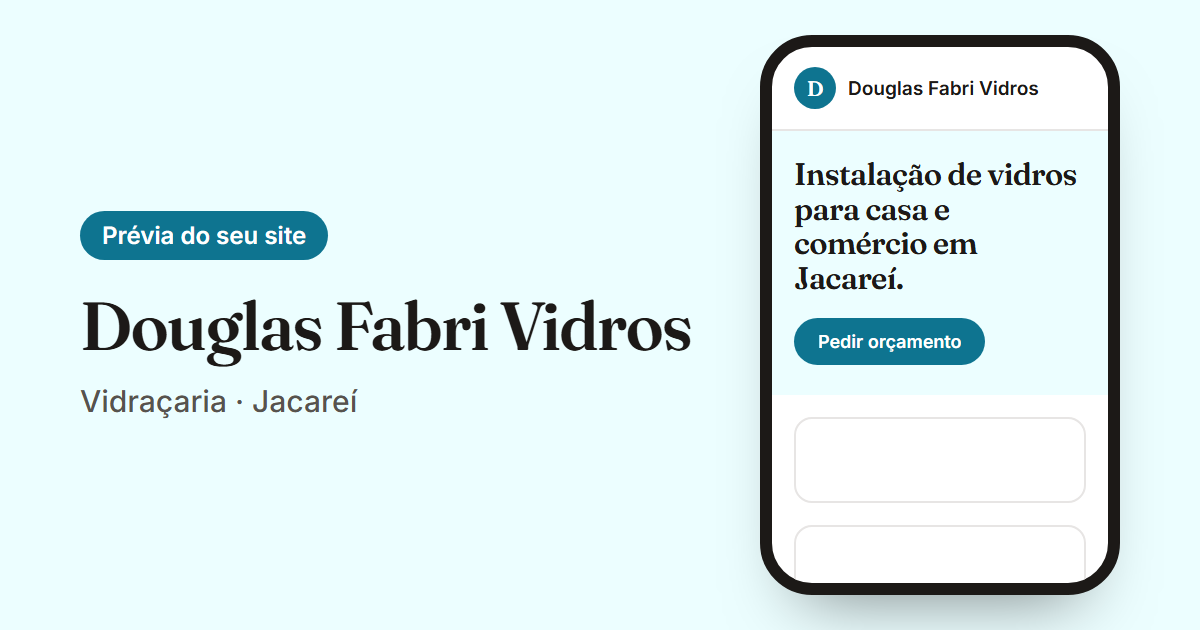 Prévia do seu site
Douglas Fabri Vidros
Vidraçaria · Jacareí
D
Douglas Fabri Vidros
Instalação de vidros
para casa e
comércio em
Jacareí.
Pedir orçamento